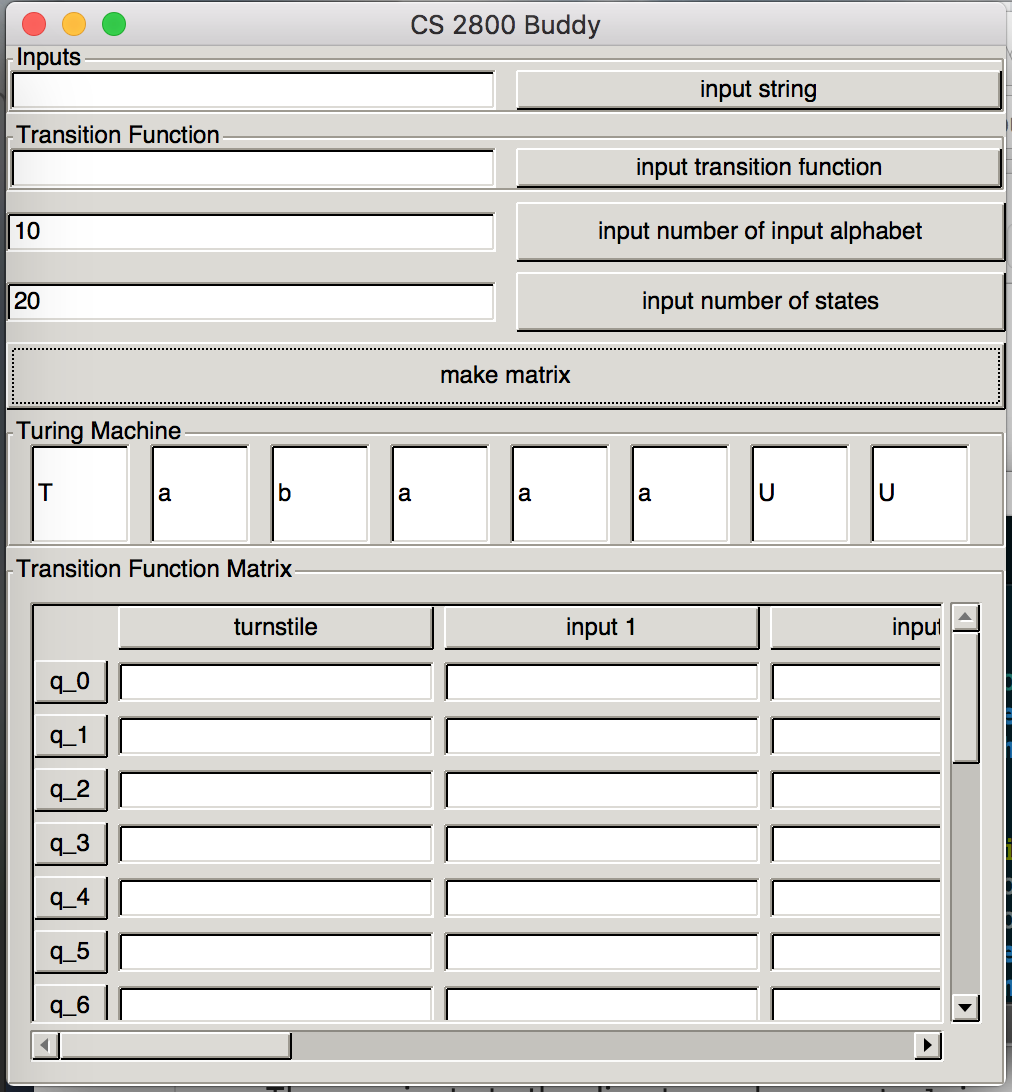 CS 2800 Buddy
Inputs
input string
Transition Function
input transition function
10 input number of input alphabet
20 input number of states
make matrix
Turing Machine
T a b a a a U U
Transition Function Matrix
turnstile input 1 input
q_0
q_1
q_2
q_3
q_4
q_5
q_6